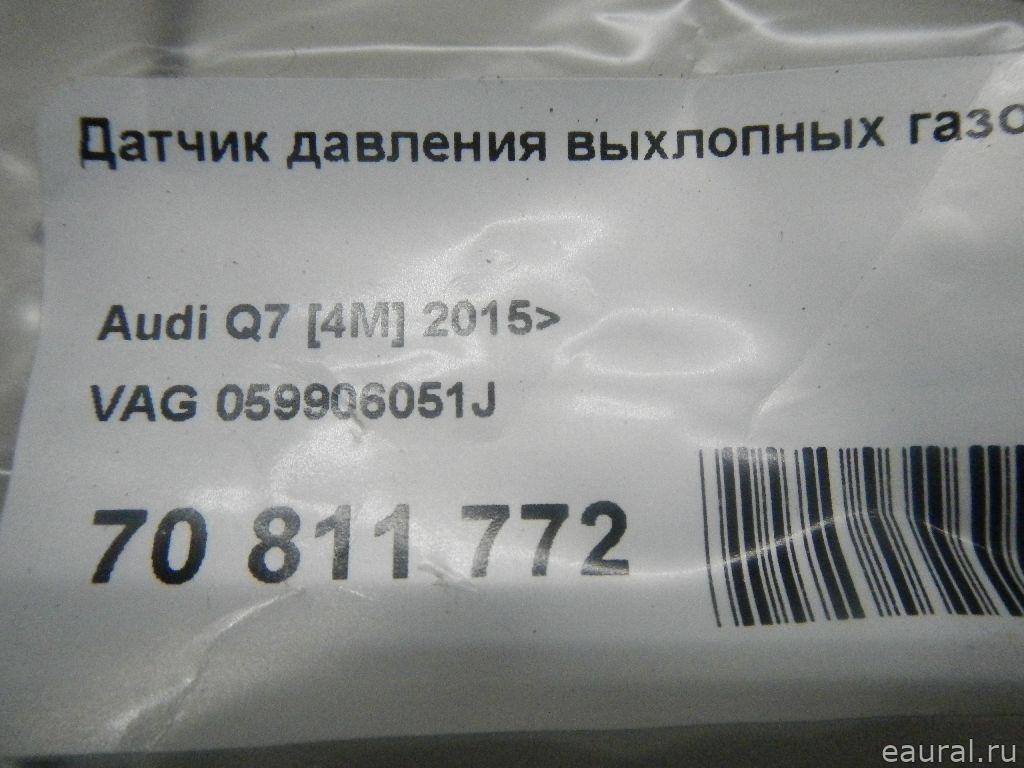 Датчик давления выхлопных газо
Audi Q7 [4M] 2015>
VAG 059906051J
70 811 772
eaural.ru